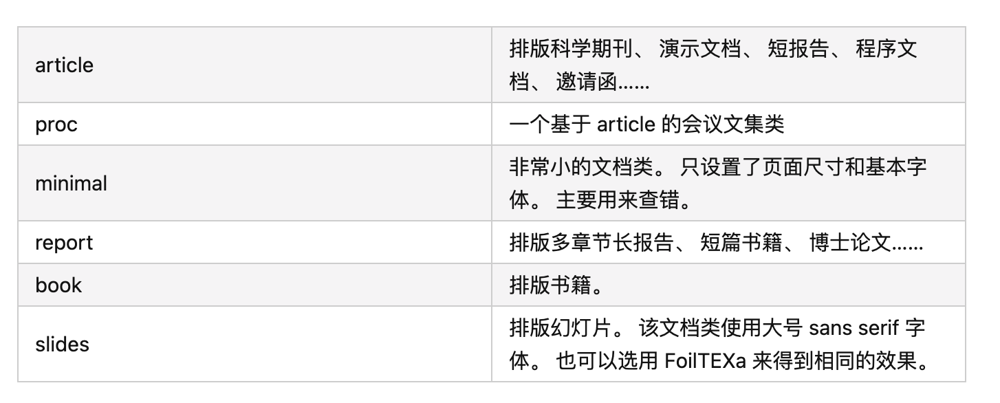 article
排版科学期刊、 演示文档、 短报告、 程序文
档、 邀请函……
proc
一个基于 article 的会议文集类
minimal
非常小的文档类。 只设置了页面尺寸和基本字
体。 主要用来查错。
report
排版多章节长报告、 短篇书籍、 博士论文……
book
排版书籍。
slides
排版幻灯片。 该文档类使用大号 sans serif 字
体。 也可以选用 FoilTEXa 来得到相同的效果。